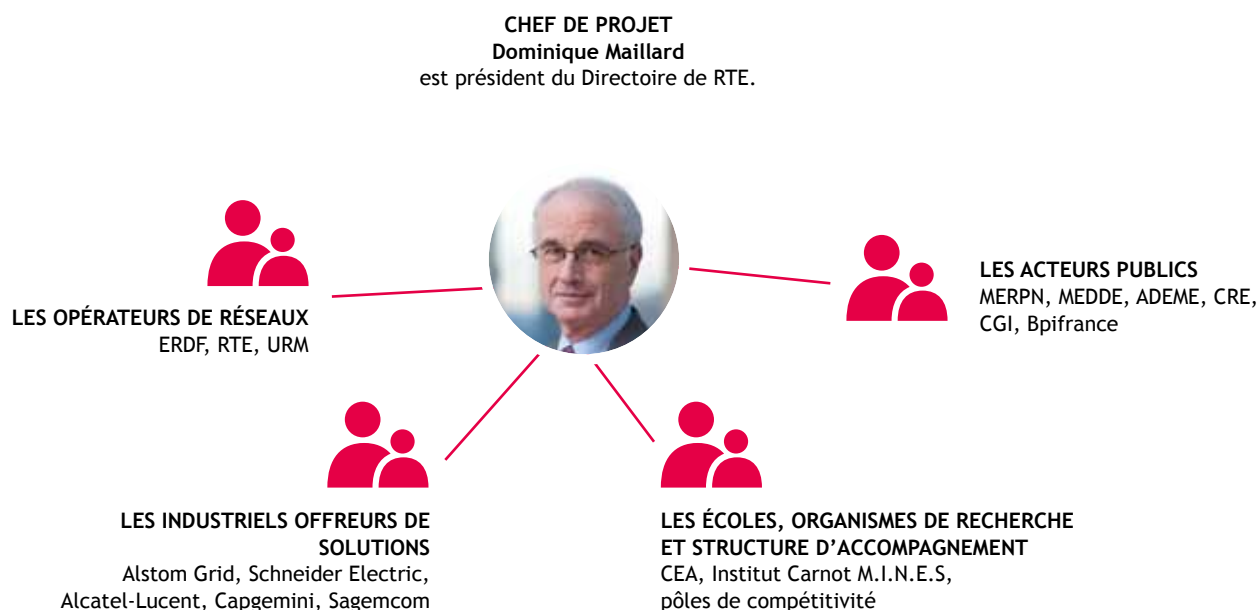 CHEF DE PROJET
Dominique Maillard
est président du Directoire de RTE.
LES OPÉRATEURS DE RÉSEAUX
ERDF, RTE, URM
LES ACTEURS PUBLICS
MERPN, MEDDE, ADEME, CRE,
CGI, Bpifrance
LES INDUSTRIELS OFFREURS DE
SOLUTIONS
Alstom Grid, Schneider Electric,
Alcatel-Lucent, Capgemini, Sagemcom
LES ÉCOLES, ORGANISMES DE RECHERCHE
ET STRUCTURE D’ACCOMPAGNEMENT
CEA, Institut Carnot M.I.N.E.S,
pôles de compétitivité